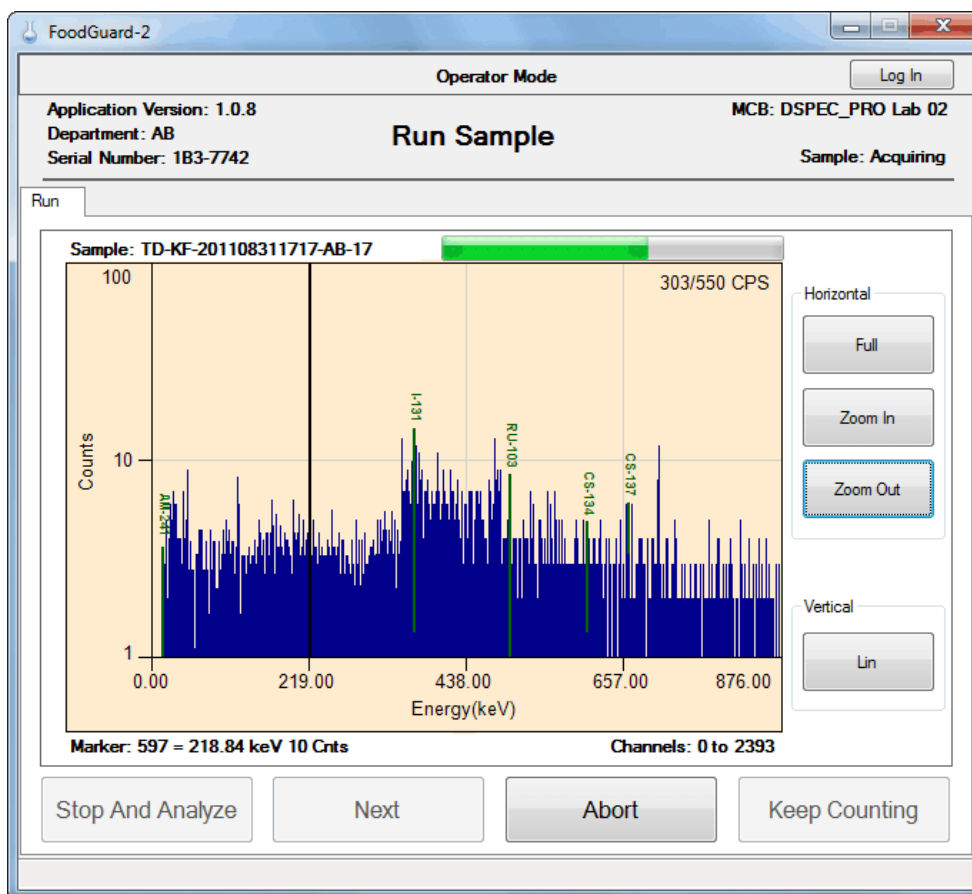 FoodGuard-2
Operator Mode
Log In
Application Version: 1.0.8
Department: AB
Serial Number: 1B3-7742
Run Sample
MCB: DSPEC_PRO Lab 02
Sample: Acquiring
Run
Sample: TD-KF-201108311717-AB-17
303/550 CPS
100
10
1
Counts
AM-241
I-131
RU-103
CS-134
CS-137
0.00 219.00 438.00 657.00 876.00
Energy(keV)
Marker: 597 = 218.84 keV 10 Cnts
Channels: 0 to 2393
Horizontal
Full
Zoom In
Zoom Out
Vertical
Lin
Stop And Analyze
Next
Abort
Keep Counting